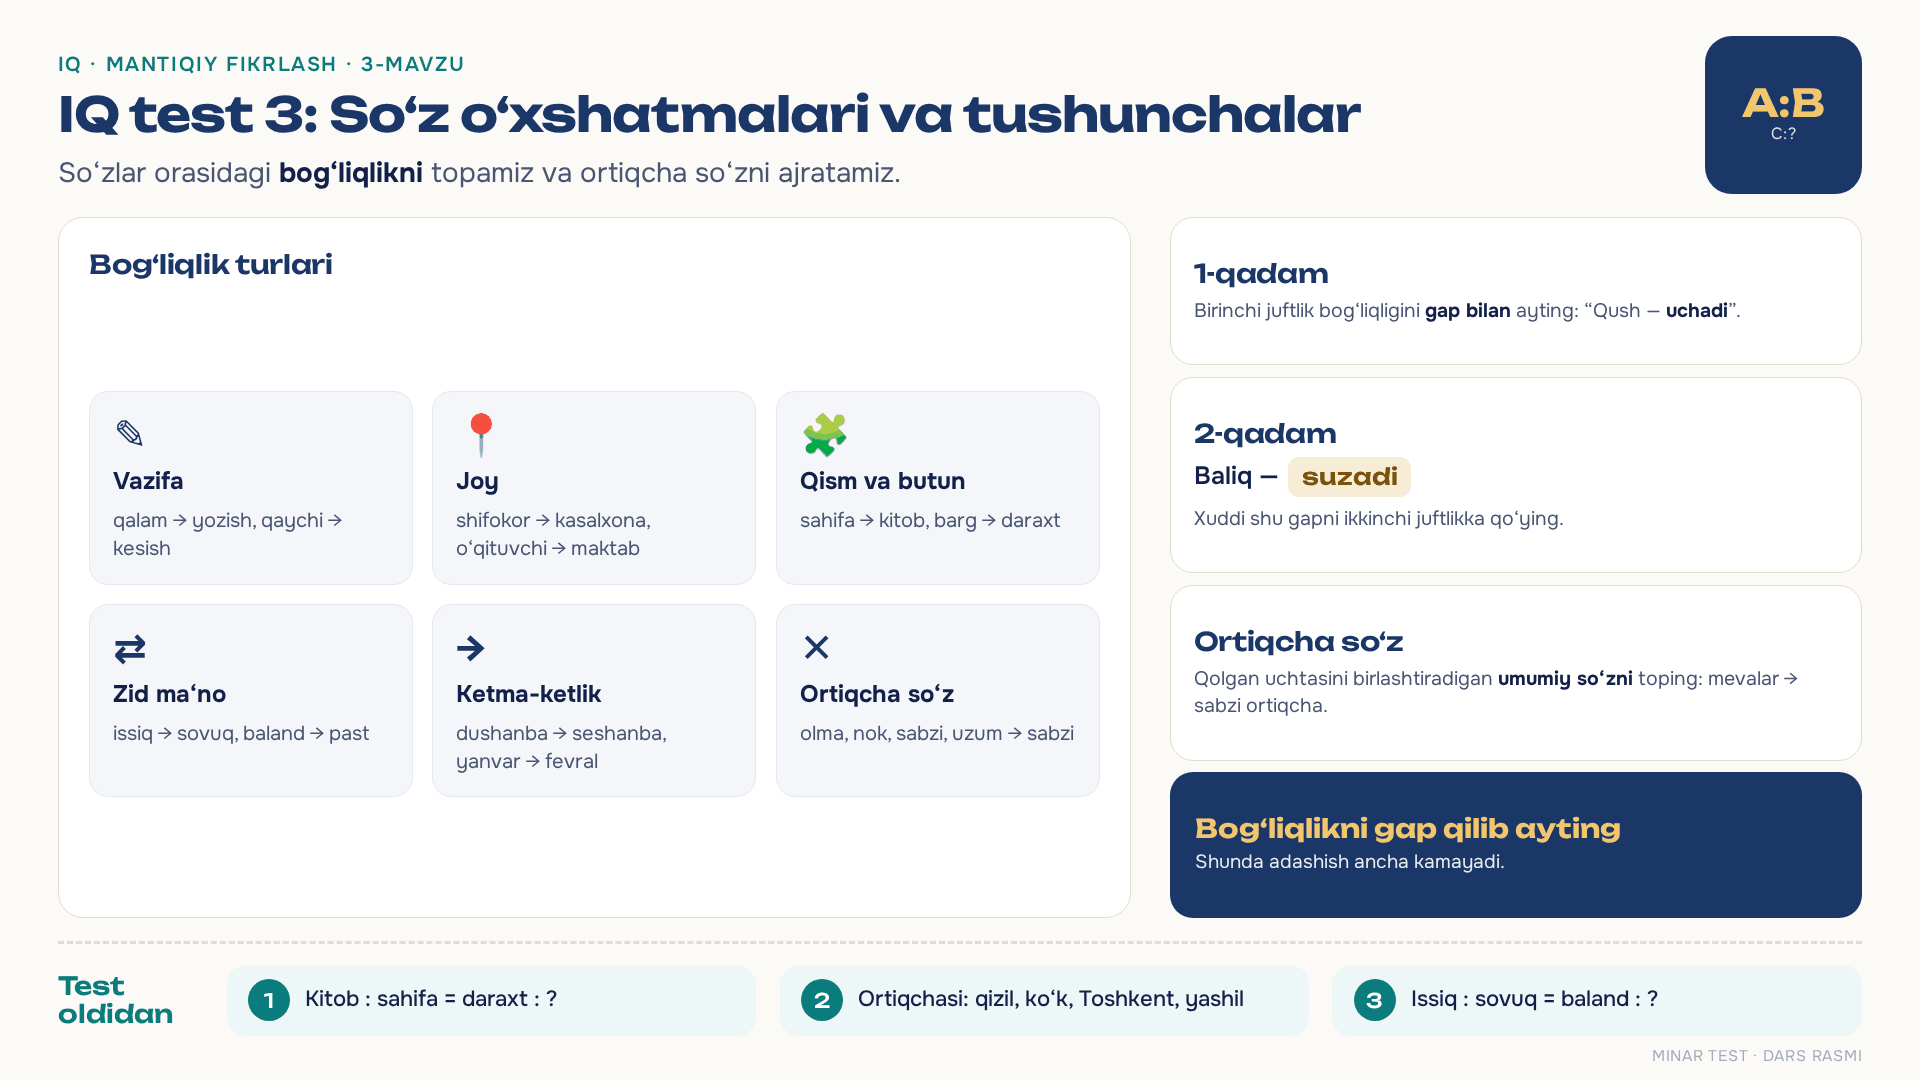 IQ · MANTIQIY FIKRLASH · 3-MAVZU
IQ test 3: So‘z o‘xshatmalari va tushunchalar
So‘zlar orasidagi bog‘liqlikni topamiz va ortiqcha so‘zni ajratamiz.
A:B
C:?
Bog‘liqlik turlari
Vazifa
qalam → yozish, qaychi →
kesish
Joy
shifokor → kasalxona,
o‘qituvchi → maktab
Qism va butun
sahifa → kitob, barg → daraxt
Zid ma‘no
issiq → sovuq, baland → past
Ketma-ketlik
dushanba → seshanba,
yanvar → fevral
Ortiqcha so‘z
olma, nok, sabzi, uzum → sabzi
1-qadam
Birinchi juftlik bog‘liqligini gap bilan ayting: “Qush — uchadi”.
2-qadam
Baliq — suzadi
Xuddi shu gapni ikkinchi juftlikka qo‘ying.
Ortiqcha so‘z
Qolgan uchtasini birlashtiradigan umumiy so‘zni toping: mevalar →
sabzi ortiqcha.
Bog‘liqlikni gap qilib ayting
Shunda adashish ancha kamayadi.
Test
oldidan
1 Kitob : sahifa = daraxt : ?
2 Ortiqchasi: qizil, ko‘k, Toshkent, yashil
3 Issiq : sovuq = baland : ?
MINAR TEST · DARS RASMI